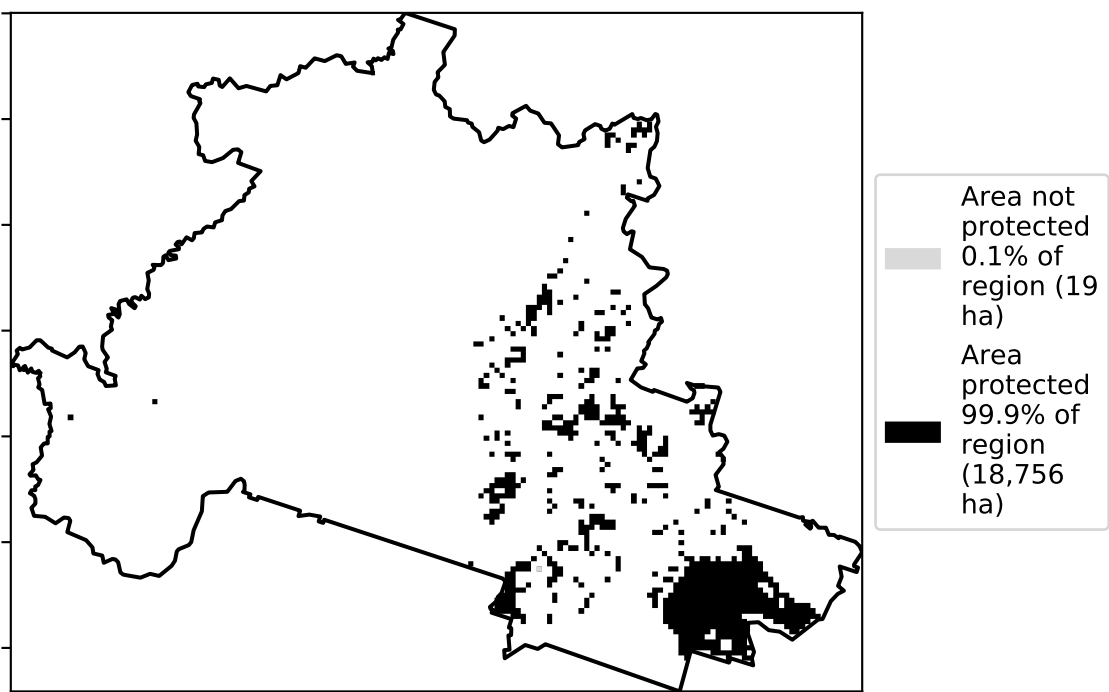 Area not
protected
0.1% of
region (19
ha)
Area
protected
99.9% of
region
(18,756
ha)